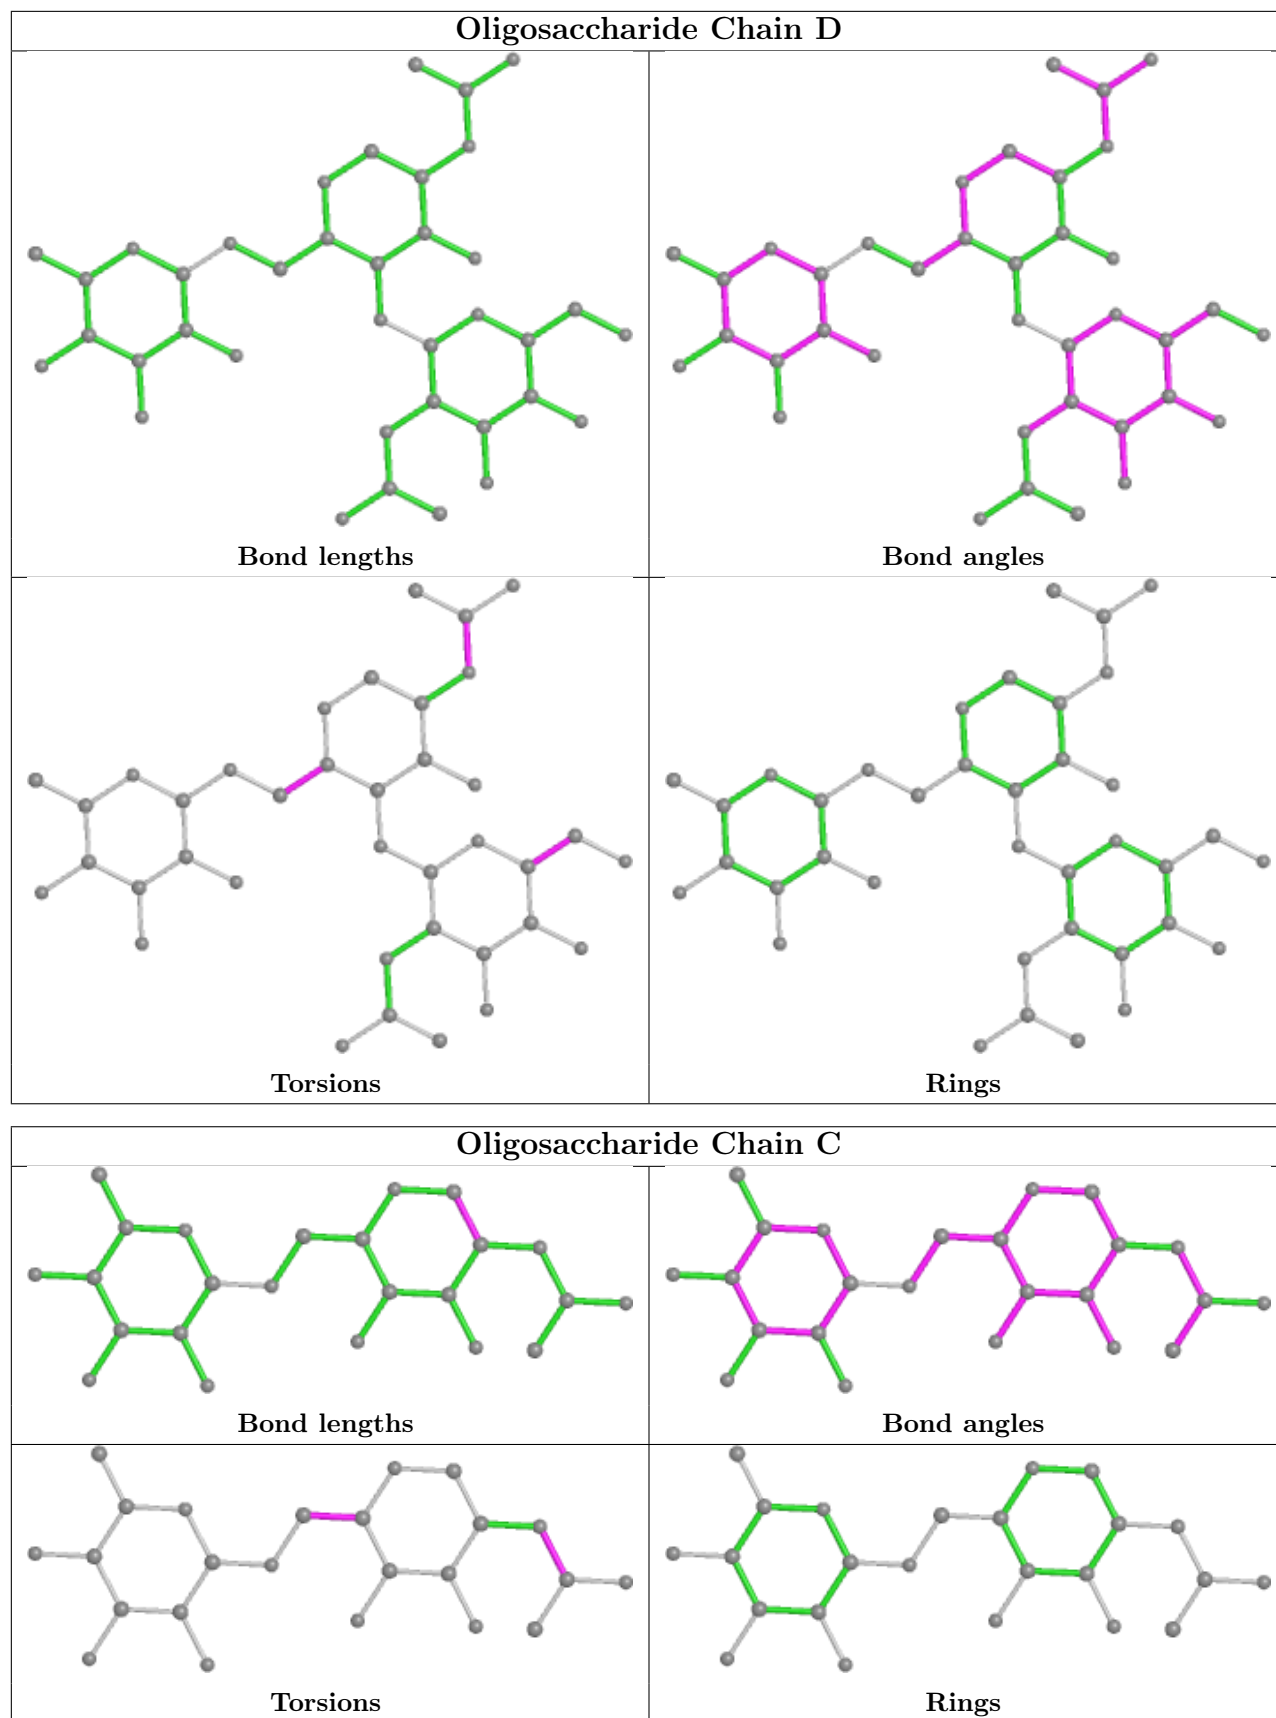 Oligosaccharide Chain D
Bond lengths
Bond angles
Torsions
Rings
Oligosaccharide Chain C
Bond lengths
Bond angles
Torsions
Rings